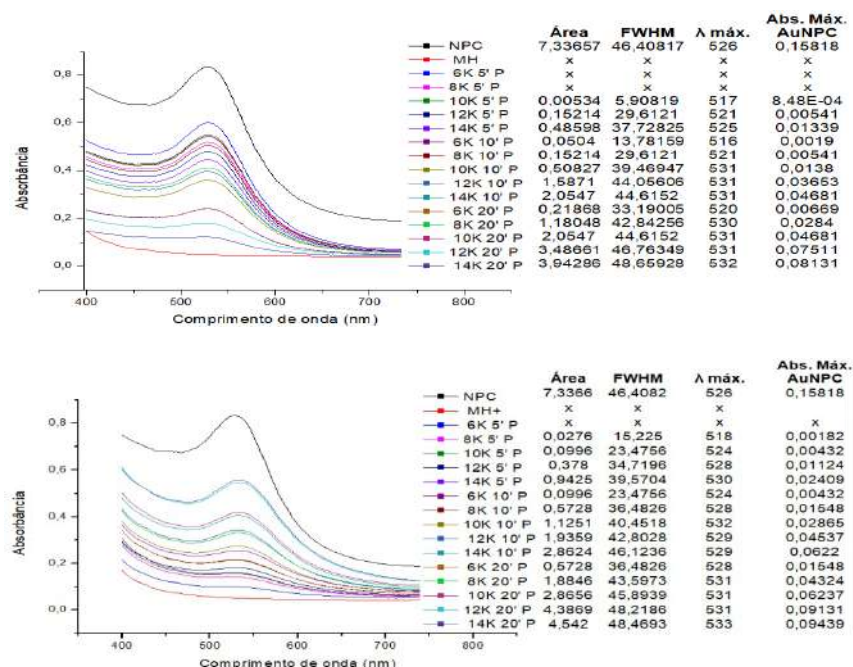 Área FWHM λ máx. Abs. Máx. AuNPC
NPC 7,33657 46,40817 526 0,15818
MH x x x x
6K 5' P x x x x
8K 5' P x x x x
10K 5' P 0,00534 5,90819 517 8.48E-04
12K 5' P 0,15214 29,6121 521 0,00541
14K 5' P 0,48598 37,72825 525 0,01339
6K 10' P 0,0504 13,78159 516 0,0019
8K 10' P 0,15214 29,6121 521 0,00541
10K 10' P 0,50827 39,46947 531 0,0138
12K 10' P 1,5871 44,05606 531 0,03653
14K 10' P 2,0547 44,6152 531 0,04681
6K 20' P 0,21868 33,19005 520 0,00669
8K 20' P 1,18048 42,84256 530 0,0284
10K 20' P 2,0547 44,6152 531 0,04681
12K 20' P 3,48661 46,76349 531 0,07511
14K 20' P 3,94286 48,65928 532 0,08131
Absorbância
0,8
0,6
0,4
0,2
0,0
400 500 600 700 800
Comprimento de onda (nm)
Área FWHM λ máx. Abs. Máx. AuNPC
NPC 7,3366 46,4082 526 0,15818
MH+ x x x
6K 5' P x x x x
8K 5' P 0,0276 15,225 518 0,00182
10K 5' P 0,0996 23,4756 524 0,00432
12K 5' P 0,378 34,7196 528 0,01124
14K 5' P 0,9425 39,5704 530 0,02409
6K 10' P 0,0996 23,4756 524 0,00432
8K 10' P 0,5728 36,4826 528 0,01548
10K 10' P 1,1251 40,4518 532 0,02865
12K 10' P 1,9359 42,8028 529 0,04537
14K 10' P 2,8624 46,1236 529 0,0622
6K 20' P 0,5728 36,4826 528 0,01548
8K 20' P 1,8846 43,5973 531 0,04324
10K 20' P 2,8656 45,8939 531 0,06237
12K 20' P 4,3869 48,2186 531 0,09131
14K 20' P 4,542 48,4693 533 0,09439
Absorbância
0,8
0,6
0,4
0,2
0,0
400 500 600 700 800
Comprimento de onda (nm)